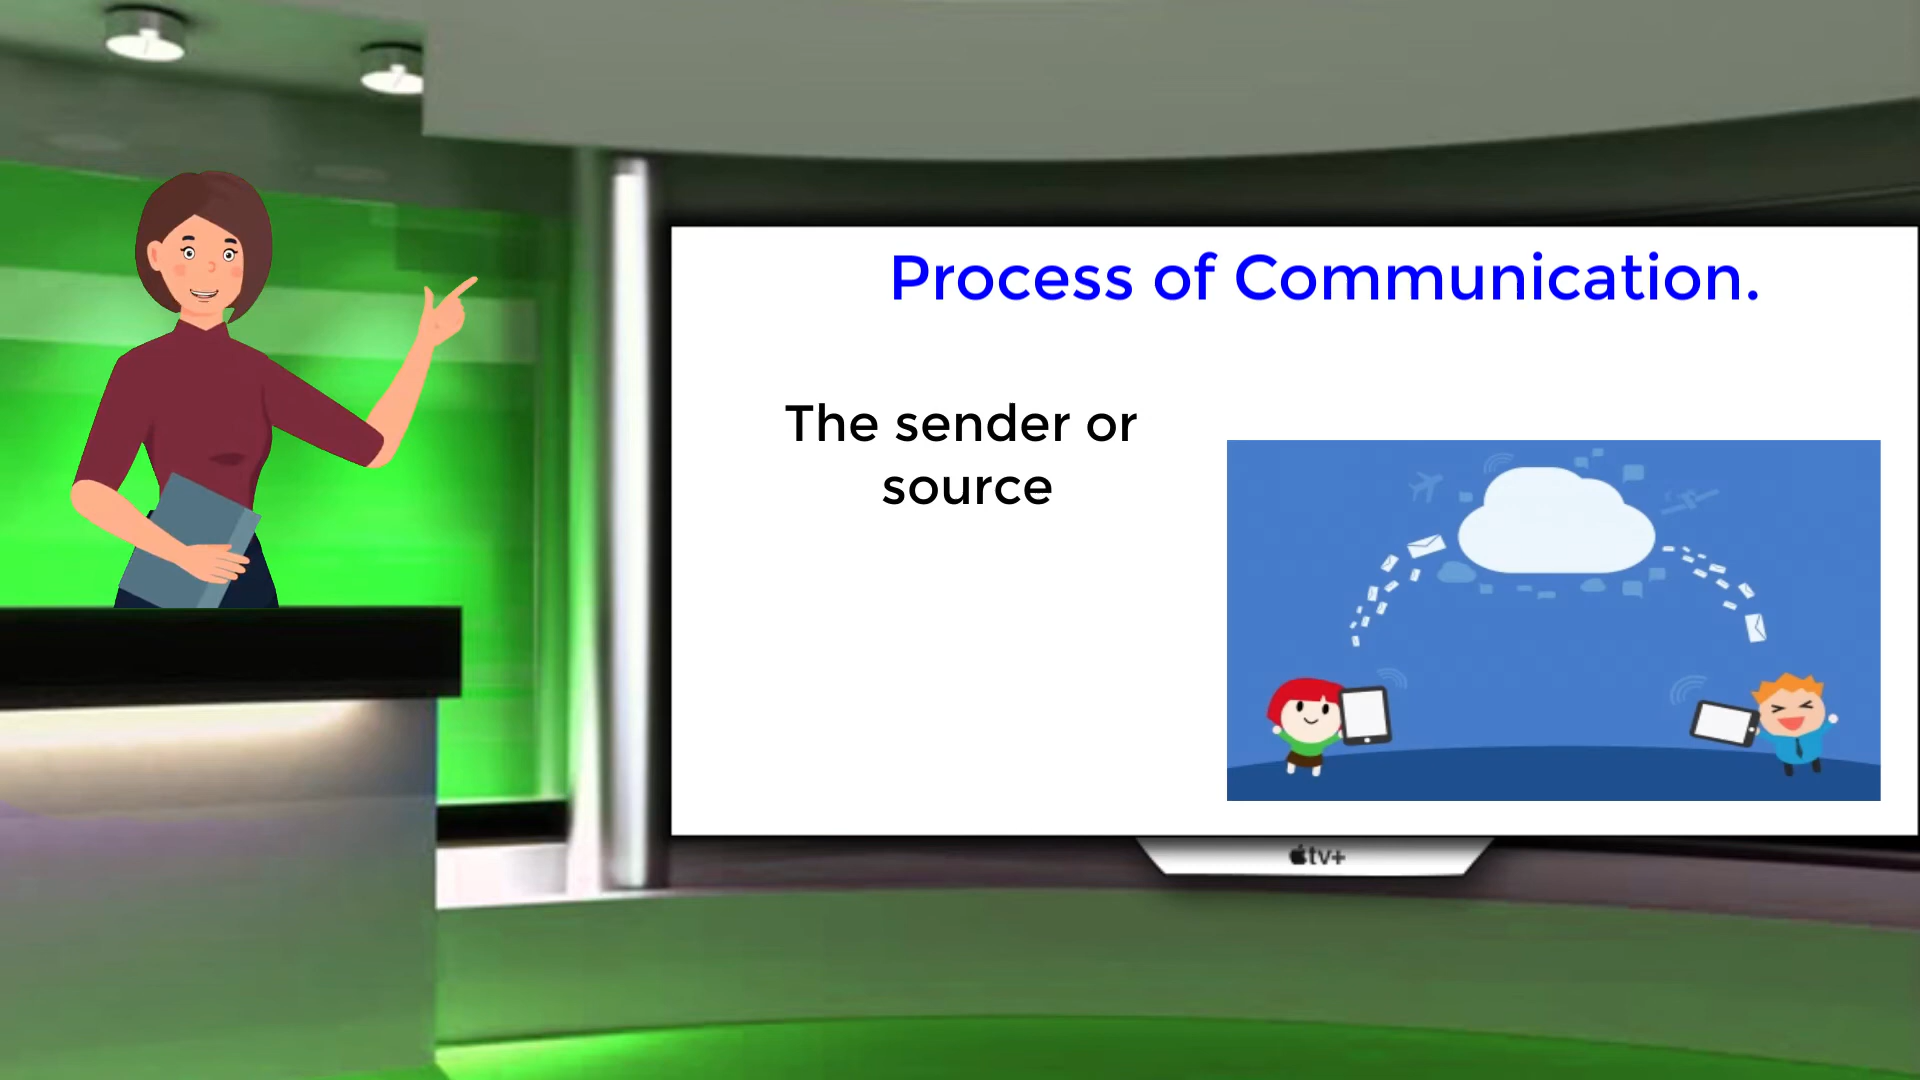 Process of Communication.
The sender or
source
tv+